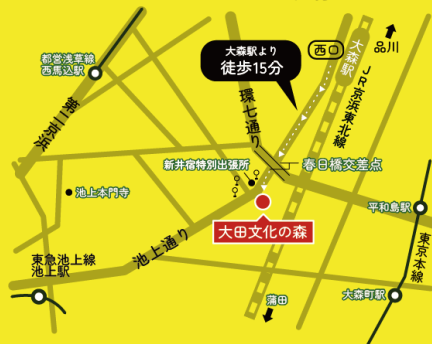 都営浅草線
西馬込駅
第二京浜
大森駅より
徒歩15分
西口
大森駅
品川
JR京浜東北線
環七通り
新井宿特別出張所
春日橋交差点
池上本門寺
平和島駅
大田文化の森
池上通り
東急池上線
池上駅
東京本線
蒲田
大森町駅